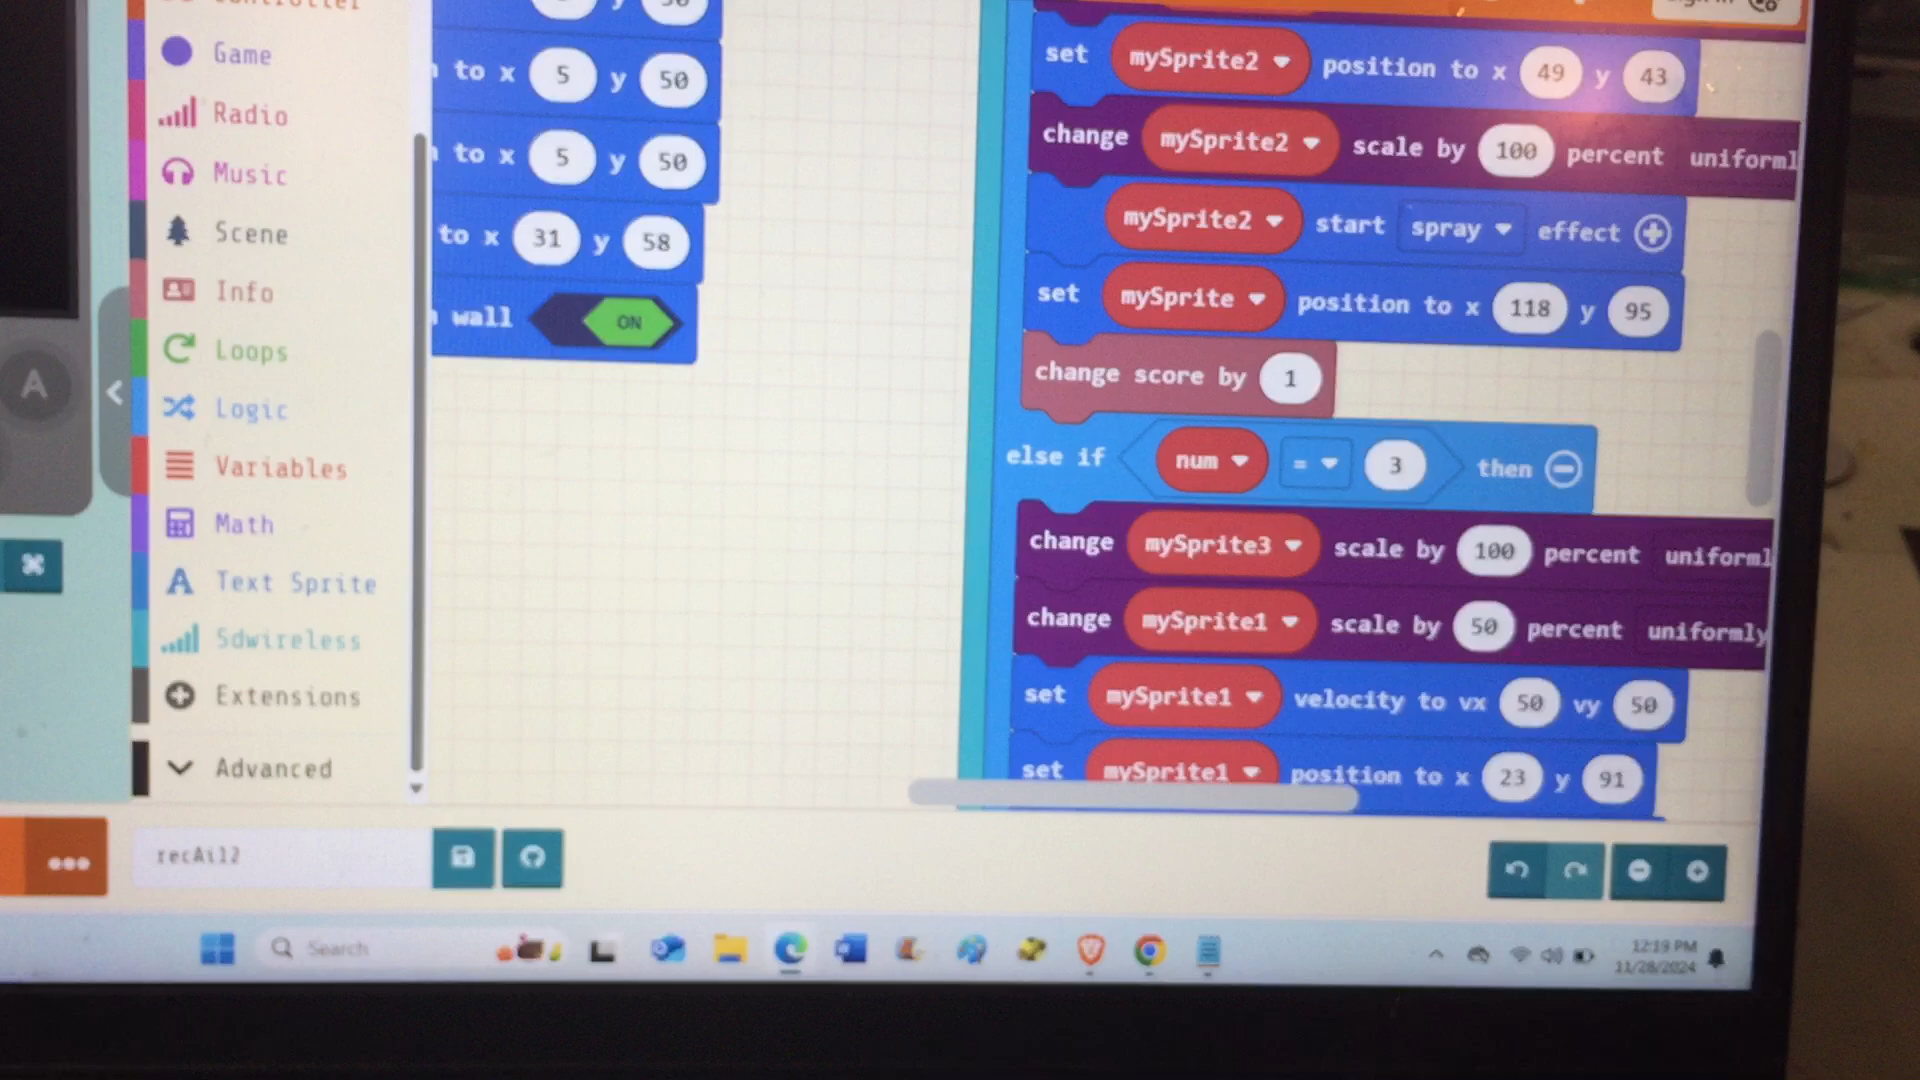 Game
Radio
Music
Scene
Info
Loops
Logic
Variables
Math
Text Sprite
Sdwireless
Extensions
Advanced
A
to x 5 y 50
to x 5 y 50
to x 31 y 58
wall ON
set mySprite2 position to x 49 y 43
change mySprite2 scale by 100 percent uniforml
mySprite2 start spray effect
set mySprite position to x 118 y 95
change score by 1
else if num = 3 then
change mySprite3 scale by 100 percent uniforml
change mySprite1 scale by 50 percent uniformly
set mySprite1 velocity to vx 50 vy 50
set mySprite1 position to x 23 y 91
recAi12
Search
12:19 PM
11/28/2024